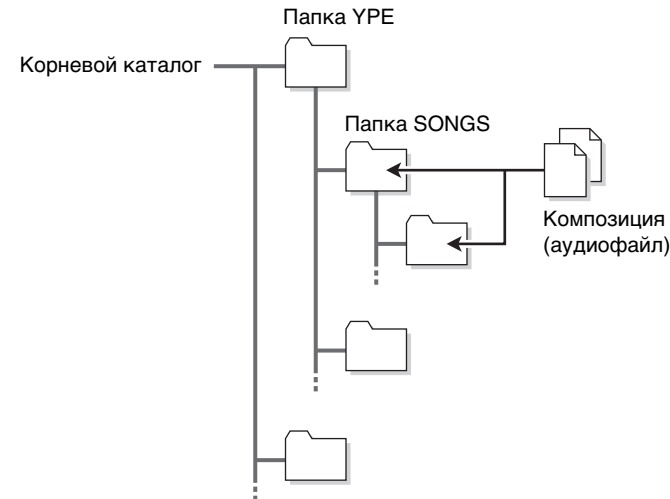 Папка YPE
Корневой каталог
Папка SONGS
Композиция
(аудиофайл)